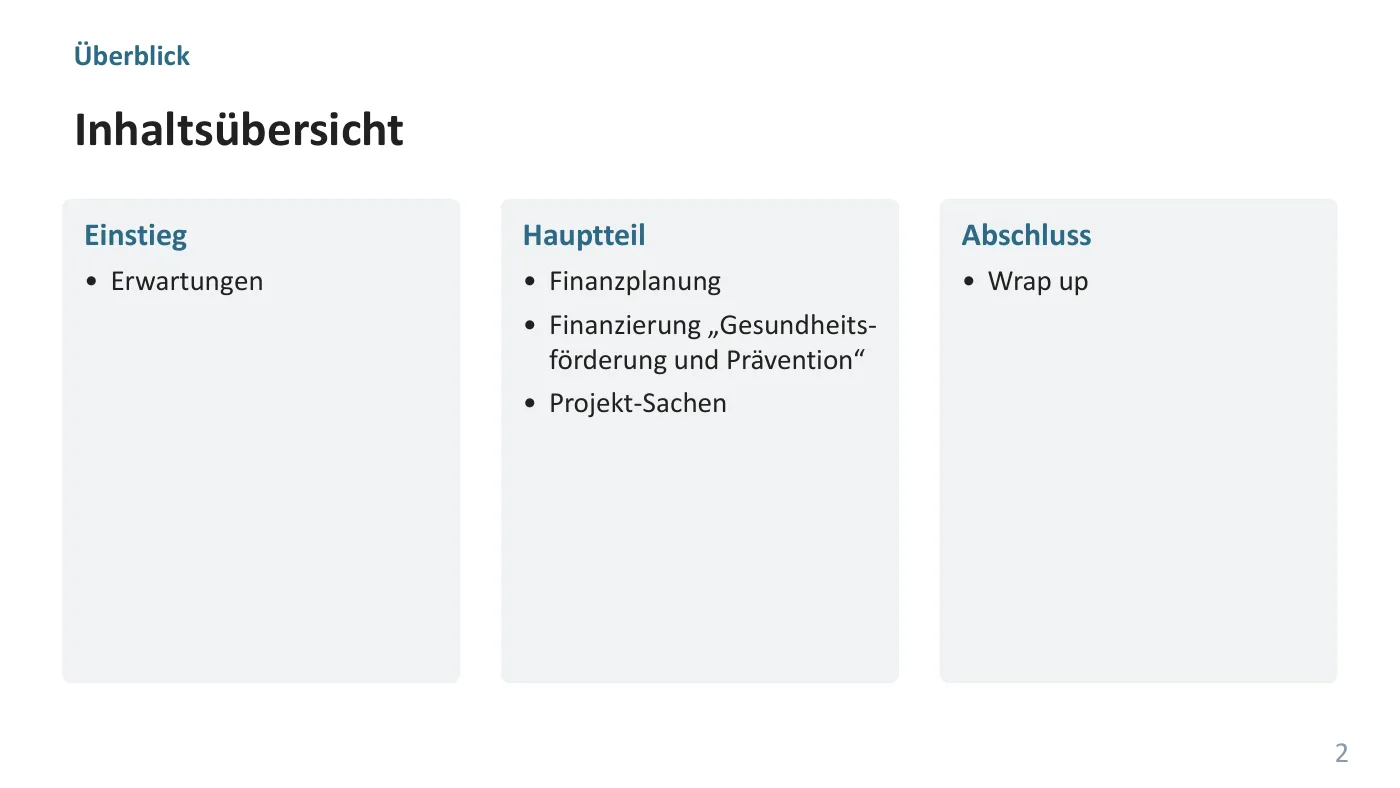 Überblick
Inhaltsübersicht
Einstieg
• Erwartungen
Hauptteil
• Finanzplanung
• Finanzierung „Gesundheits-
förderung und Prävention“
• Projekt-Sachen
Abschluss
• Wrap up
2